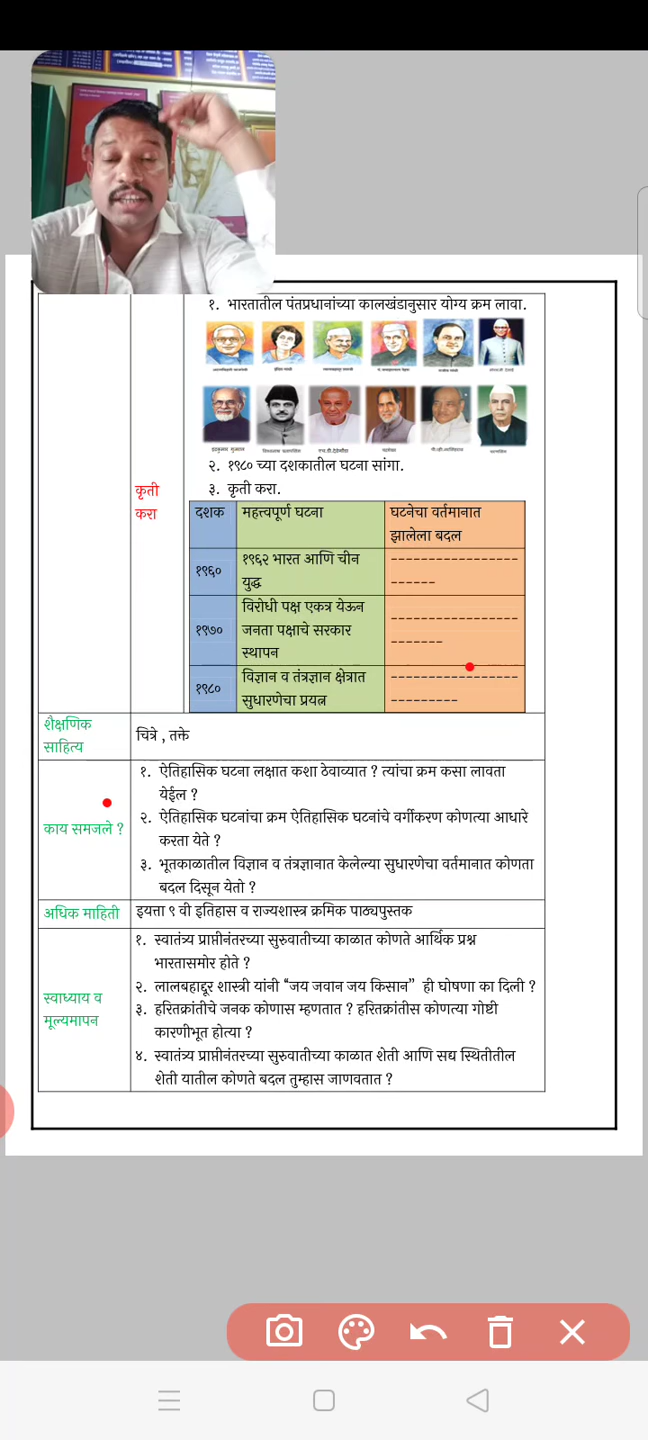 १. भारतातील पंतप्रधानांच्या कालखंडानुसार योग्य क्रम लावा.
इंदिरा गांधी
इंद्रकुमार गुजराल
एच.डी.देवेगौडा
२. १९८० च्या दशकातील घटना सांगा.
३. कृती करा.
कृती
करा
दशक महत्त्वपूर्ण घटना घटनेचा वर्तमानात
झालेला बदल
१९६० १९६२ भारत आणि चीन
युद्ध
१९७० विरोधी पक्ष एकत्र येऊन
जनता पक्षाचे सरकार
स्थापन
१९८० विज्ञान व तंत्रज्ञान क्षेत्रात
सुधारणेचा प्रयत्न
शैक्षणिक
साहित्य
चित्रे , तक्ते
काय समजले ?
१. ऐतिहासिक घटना लक्षात कशा ठेवाव्यात ? त्यांचा क्रम कसा लावता
येईल ?
२. ऐतिहासिक घटनांचा क्रम ऐतिहासिक घटनांचे वर्गीकरण कोणत्या आधारे
करता येते ?
३. भूतकाळातील विज्ञान व तंत्रज्ञानात केलेल्या सुधारणेचा वर्तमानात कोणता
बदल दिसून येतो ?
अधिक माहिती इयत्ता ९ वी इतिहास व राज्यशास्त्र क्रमिक पाठ्यपुस्तक
स्वाध्याय व
मूल्यमापन
१. स्वातंत्र्य प्राप्तीनंतरच्या सुरुवातीच्या काळात कोणते आर्थिक प्रश्न
भारतासमोर होते ?
२. लालबहाद्दूर शास्त्री यांनी “जय जवान जय किसान” ही घोषणा का दिली ?
३. हरितक्रांतीचे जनक कोणास म्हणतात ? हरितक्रांतीस कोणत्या गोष्टी
कारणीभूत होत्या ?
४. स्वातंत्र्य प्राप्तीनंतरच्या सुरुवातीच्या काळात शेती आणि सद्य स्थितीतील
शेती यातील कोणते बदल तुम्हास जाणवतात ?